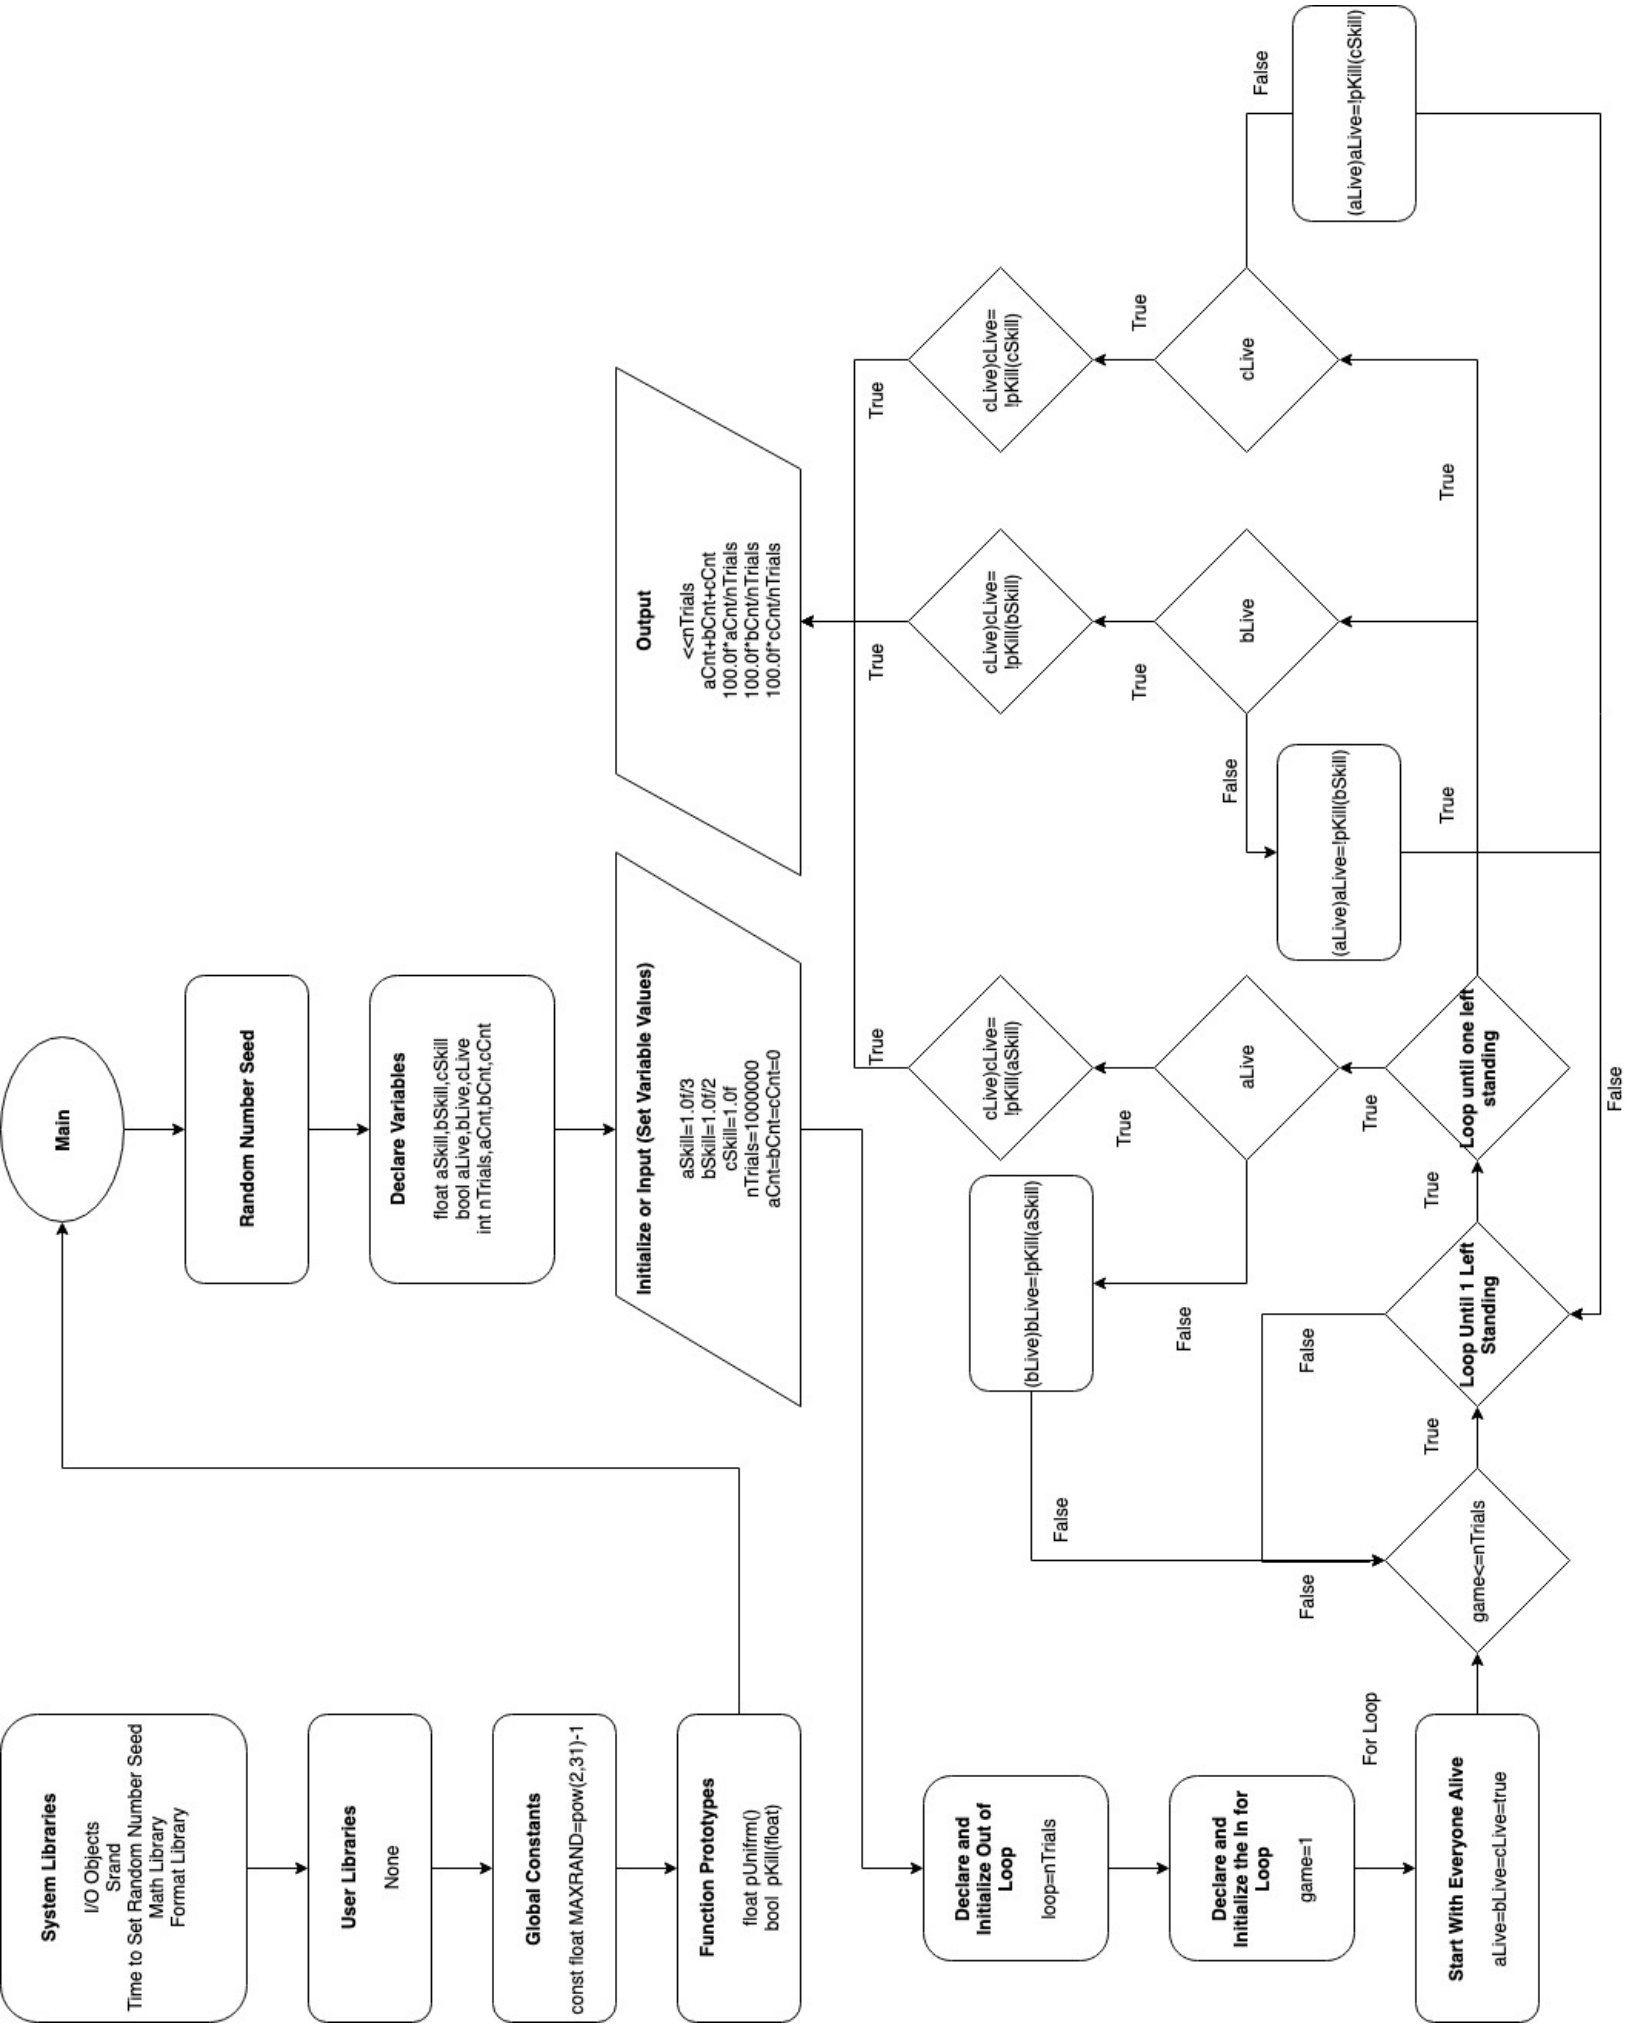 System Libraries
I/O Objects
Srand
Time to Set Random Number Seed
Math Library
Format Library
User Libraries
None
Global Constants
const float MAXRAND=pow(2,31)-1
Function Prototypes
float pUnifrm()
bool  pKill(float)
Main
Random Number Seed
Declare Variables
float aSkill,bSkill,cSkill
bool aLive,bLive,cLive
int nTrials,aCnt,bCnt,cCnt
Initialize or Input (Set Variable Values)
aSkill=1.0f/3
bSkill=1.0f/2
cSkill=1.0f
nTrials=1000000
aCnt=bCnt=cCnt=0
Output
<<nTrials
aCnt+bCnt+cCnt
100.0f*aCnt/nTrials
100.0f*bCnt/nTrials
100.0f*cCnt/nTrials
Declare and
Initialize Out of
Loop
loop=nTrials
Declare and
Initialize the In for
Loop
game=1
For Loop
Start With Everyone Alive
aLive=bLive=cLive=true
game<=nTrials
False
False
True
Loop Until 1 Left
Standing
False
True
Loop until one left
standing
True
aLive
False
(bLive)bLive=!pKill(aSkill)
True
cLive)cLive=
!pKill(aSkill)
True
True
bLive
False
(aLive)aLive=!pKill(bSkill)
True
cLive)cLive=
!pKill(bSkill)
True
True
cLive
False
(aLive)aLive=!pKill(cSkill)
True
cLive)cLive=
!pKill(cSkill)
True
False